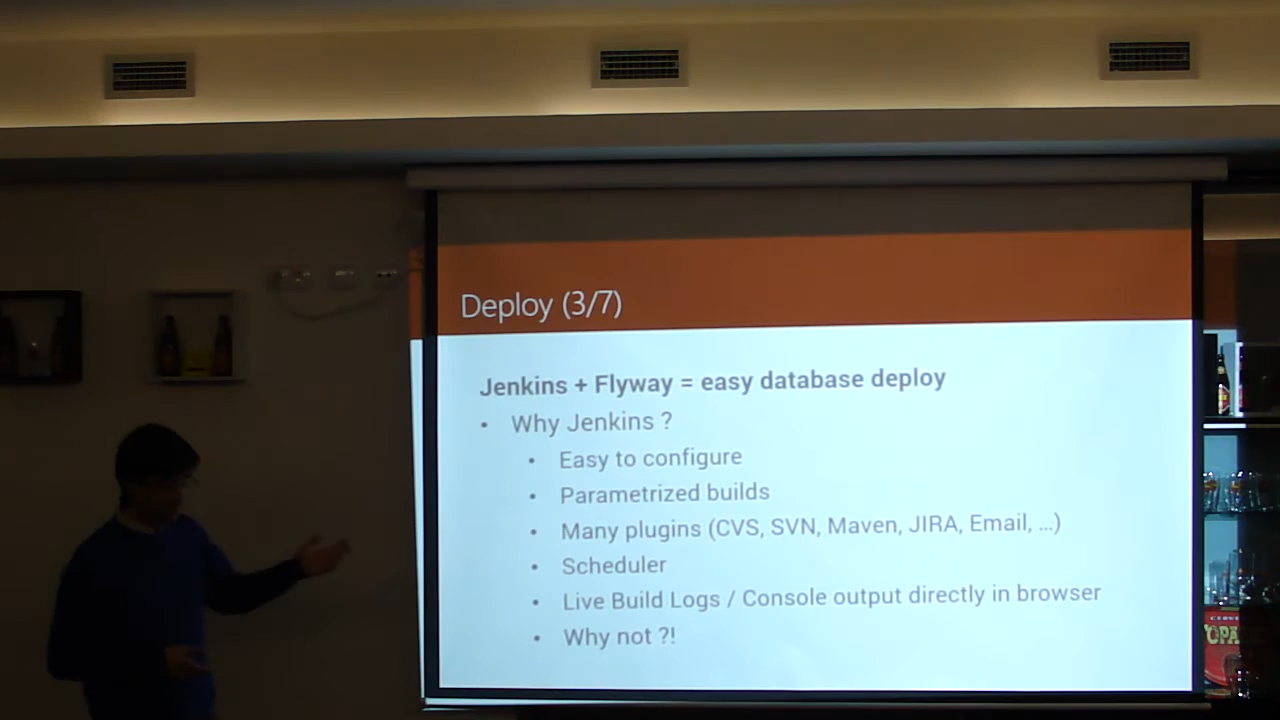 Deploy (3/7)
Jenkins + Flyway = easy database deploy
• Why Jenkins ?
• Easy to configure
• Parametrized builds
• Many plugins (CVS, SVN, Maven, JIRA, Email, ...)
• Scheduler
• Live Build Logs / Console output directly in browser
• Why not ?!